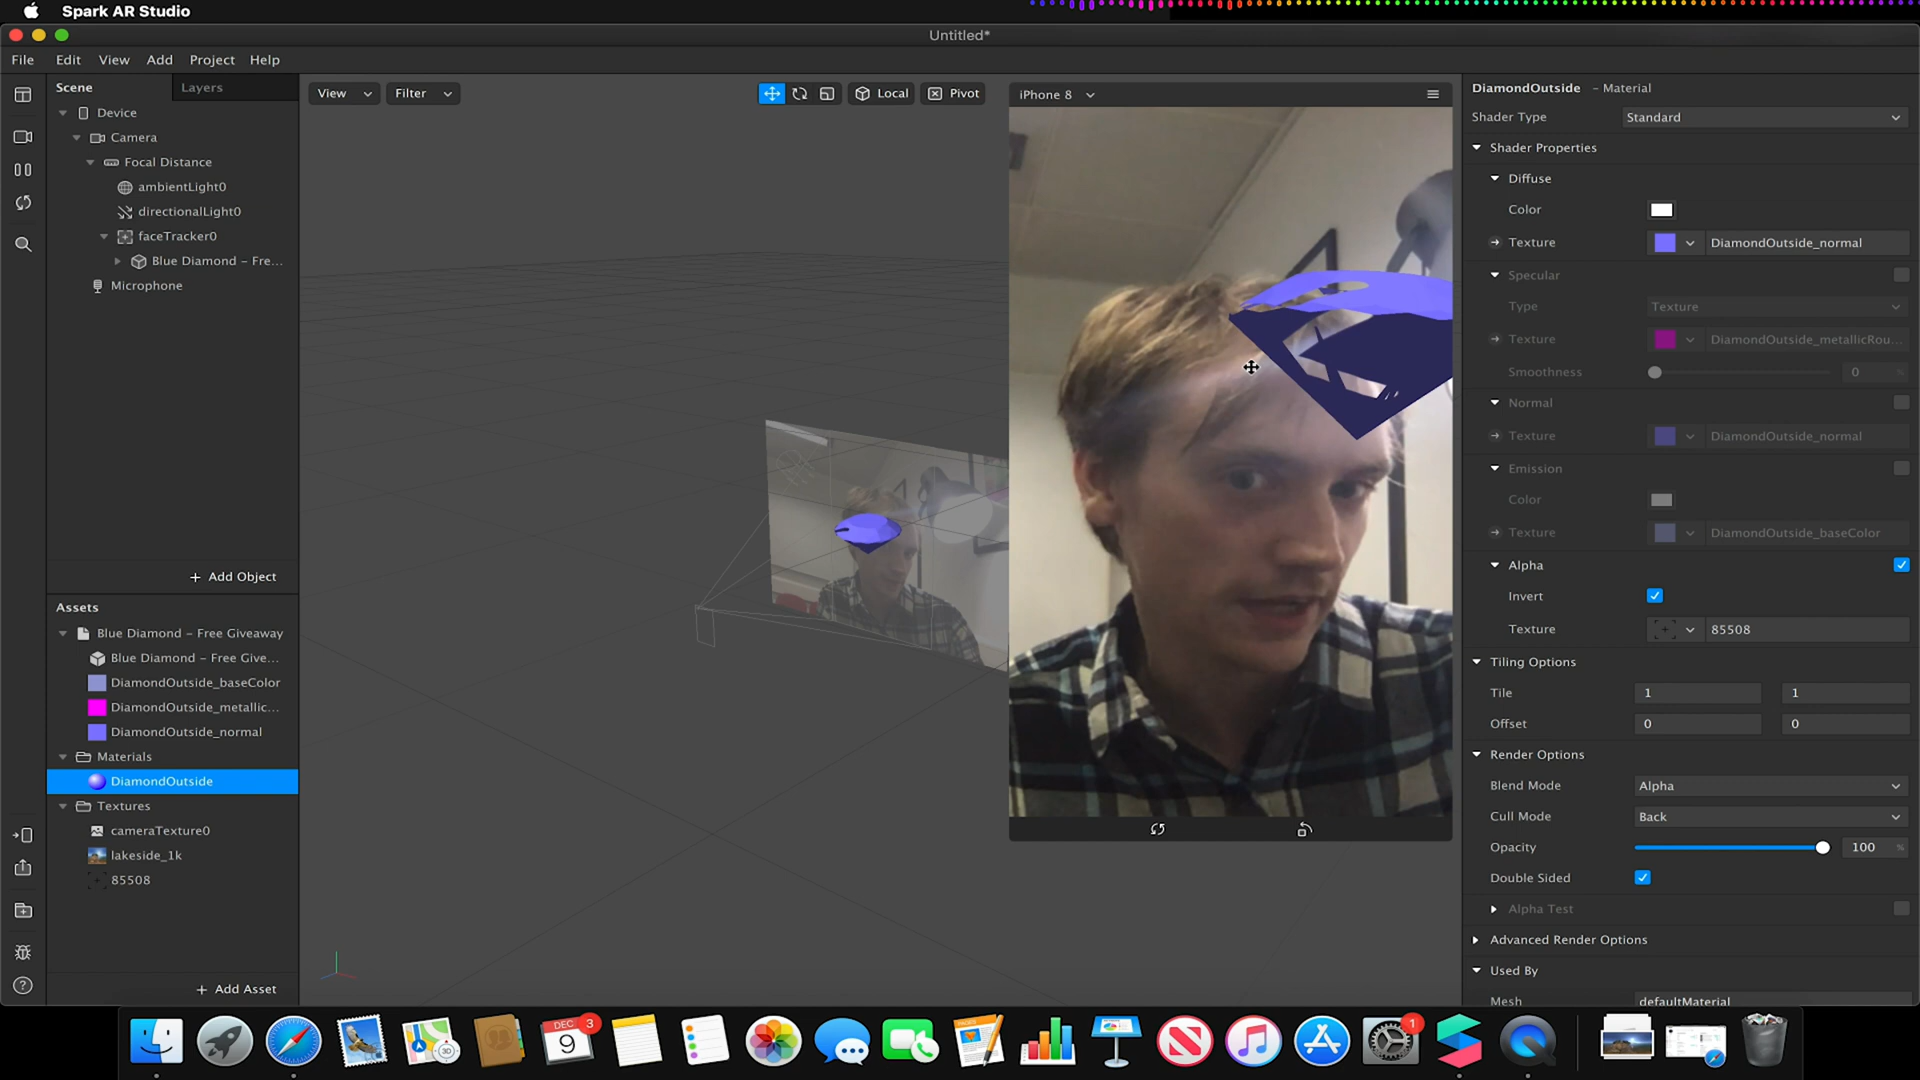 Spark AR Studio
Untitled*
File Edit View Add Project Help
Scene Layers
Device
Camera
Focal Distance
ambientLight0
directionalLight0
faceTracker0
Blue Diamond – Fre...
Microphone
+ Add Object
Assets
Blue Diamond – Free Giveaway
Blue Diamond – Free Give...
DiamondOutside_baseColor
DiamondOutside_metallic...
DiamondOutside_normal
Materials
DiamondOutside
Textures
cameraTexture0
lakeside_1k
85508
+ Add Asset
View Filter Local Pivot
iPhone 8
DiamondOutside – Material
Shader Type Standard
Shader Properties
Diffuse
Color
Texture DiamondOutside_normal
Specular
Type Texture
Texture DiamondOutside_metallicRou...
Smoothness 0 %
Normal
Texture DiamondOutside_normal
Emission
Color
Texture DiamondOutside_baseColor
Alpha
Invert
Texture 85508
Tiling Options
Tile 1 1
Offset 0 0
Render Options
Blend Mode Alpha
Cull Mode Back
Opacity 100 %
Double Sided
Alpha Test
Advanced Render Options
Used By
Mesh defaultMaterial
DEC 3
9
1